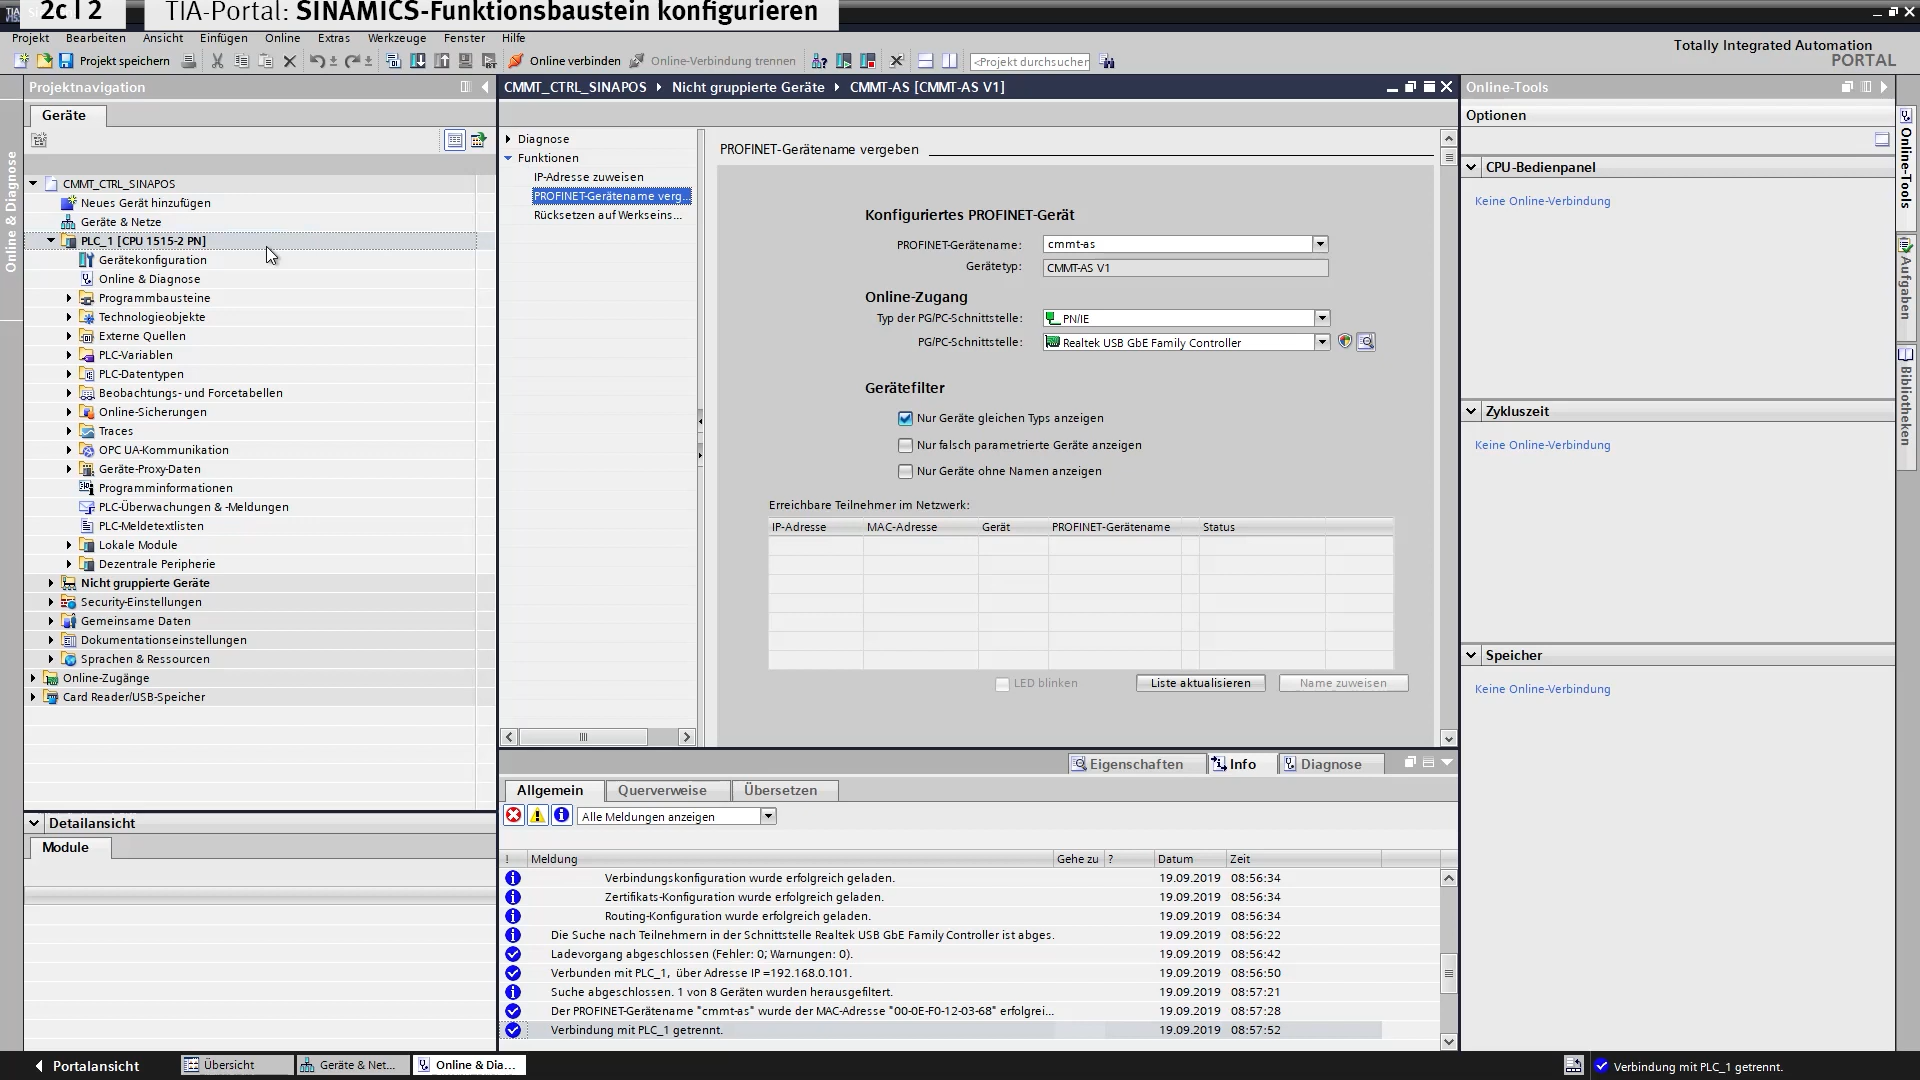 2c | 2
TIA-Portal: SINAMICS-Funktionsbaustein konfigurieren
Projekt Bearbeiten Ansicht Einfügen Online Extras Werkzeuge Fenster Hilfe
Totally Integrated Automation
PORTAL
Projekt speichern Online verbinden Online-Verbindung trennen <Projekt durchsuchen
Projektnavigation
Geräte
Online & Diagnose
CMMT_CTRL_SINAPOS
Neues Gerät hinzufügen
Geräte & Netze
PLC_1 [CPU 1515-2 PN]
Gerätekonfiguration
Online & Diagnose
Programmbausteine
Technologieobjekte
Externe Quellen
PLC-Variablen
PLC-Datentypen
Beobachtungs- und Forcetabellen
Online-Sicherungen
Traces
OPC UA-Kommunikation
Geräte-Proxy-Daten
Programminformationen
PLC-Überwachungen & -Meldungen
PLC-Meldetextlisten
Lokale Module
Dezentrale Peripherie
Nicht gruppierte Geräte
Security-Einstellungen
Gemeinsame Daten
Dokumentationseinstellungen
Sprachen & Ressourcen
Online-Zugänge
Card Reader/USB-Speicher
Detailansicht
Module
CMMT_CTRL_SINAPOS Nicht gruppierte Geräte CMMT-AS [CMMT-AS V1]
Diagnose
Funktionen
IP-Adresse zuweisen
PROFINET-Gerätename verg...
Rücksetzen auf Werkseins...
PROFINET-Gerätename vergeben
Konfiguriertes PROFINET-Gerät
PROFINET-Gerätename: cmmt-as
Gerätetyp: CMMT-AS V1
Online-Zugang
Typ der PG/PC-Schnittstelle: PN/IE
PG/PC-Schnittstelle: Realtek USB GbE Family Controller
Gerätefilter
Nur Geräte gleichen Typs anzeigen
Nur falsch parametrierte Geräte anzeigen
Nur Geräte ohne Namen anzeigen
Erreichbare Teilnehmer im Netzwerk:
IP-Adresse MAC-Adresse Gerät PROFINET-Gerätename Status
LED blinken Liste aktualisieren Name zuweisen
Eigenschaften Info Diagnose
Allgemein Querverweise Übersetzen
Alle Meldungen anzeigen
! Meldung Gehe zu ? Datum Zeit
Verbindungskonfiguration wurde erfolgreich geladen. 19.09.2019 08:56:34
Zertifikats-Konfiguration wurde erfolgreich geladen. 19.09.2019 08:56:34
Routing-Konfiguration wurde erfolgreich geladen. 19.09.2019 08:56:34
Die Suche nach Teilnehmern in der Schnittstelle Realtek USB GbE Family Controller ist abges. 19.09.2019 08:56:22
Ladevorgang abgeschlossen (Fehler: 0; Warnungen: 0). 19.09.2019 08:56:42
Verbunden mit PLC_1, über Adresse IP =192.168.0.101. 19.09.2019 08:56:50
Suche abgeschlossen. 1 von 8 Geräten wurden herausgefiltert. 19.09.2019 08:57:21
Der PROFINET-Gerätename "cmmt-as" wurde der MAC-Adresse "00-0E-F0-12-03-68" erfolgrei... 19.09.2019 08:57:28
Verbindung mit PLC_1 getrennt. 19.09.2019 08:57:52
Online-Tools
Optionen
CPU-Bedienpanel
Keine Online-Verbindung
Zykluszeit
Keine Online-Verbindung
Speicher
Keine Online-Verbindung
Online-Tools
Aufgaben
Bibliotheken
Portalansicht Übersicht Geräte & Net... Online & Dia... Verbindung mit PLC_1 getrennt.